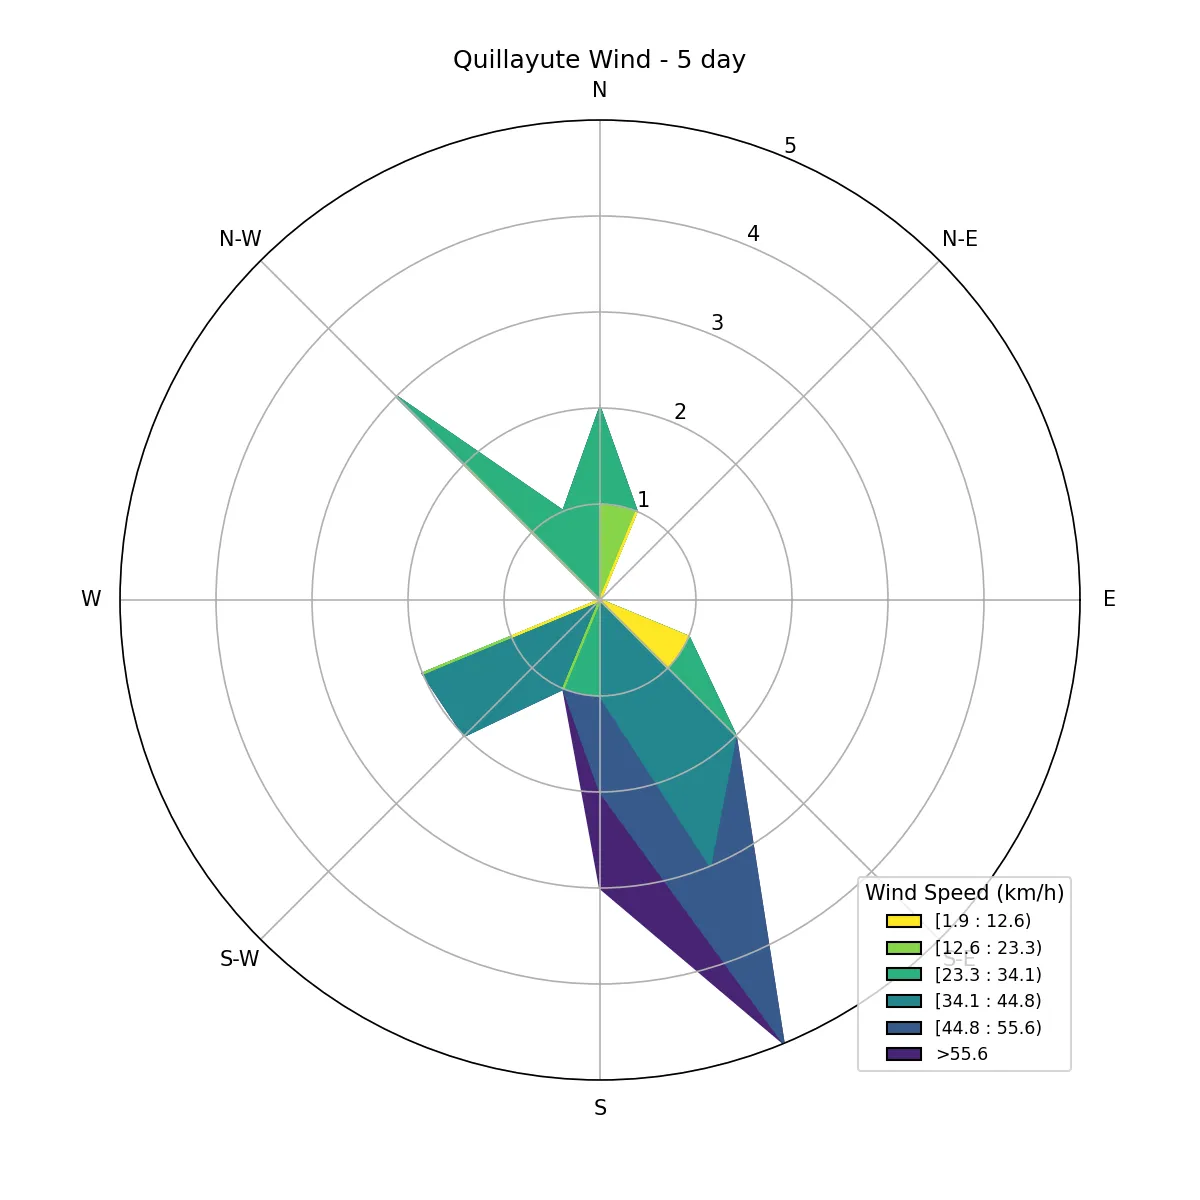 Quillayute Wind - 5 day
N
5
N-W
N-E
4
3
2
1
W
E
Wind Speed (km/h)
[1.9 : 12.6)
[12.6 : 23.3)
S-W
S-E
[23.3 : 34.1)
[34.1 : 44.8)
[44.8 : 55.6)
>55.6
S